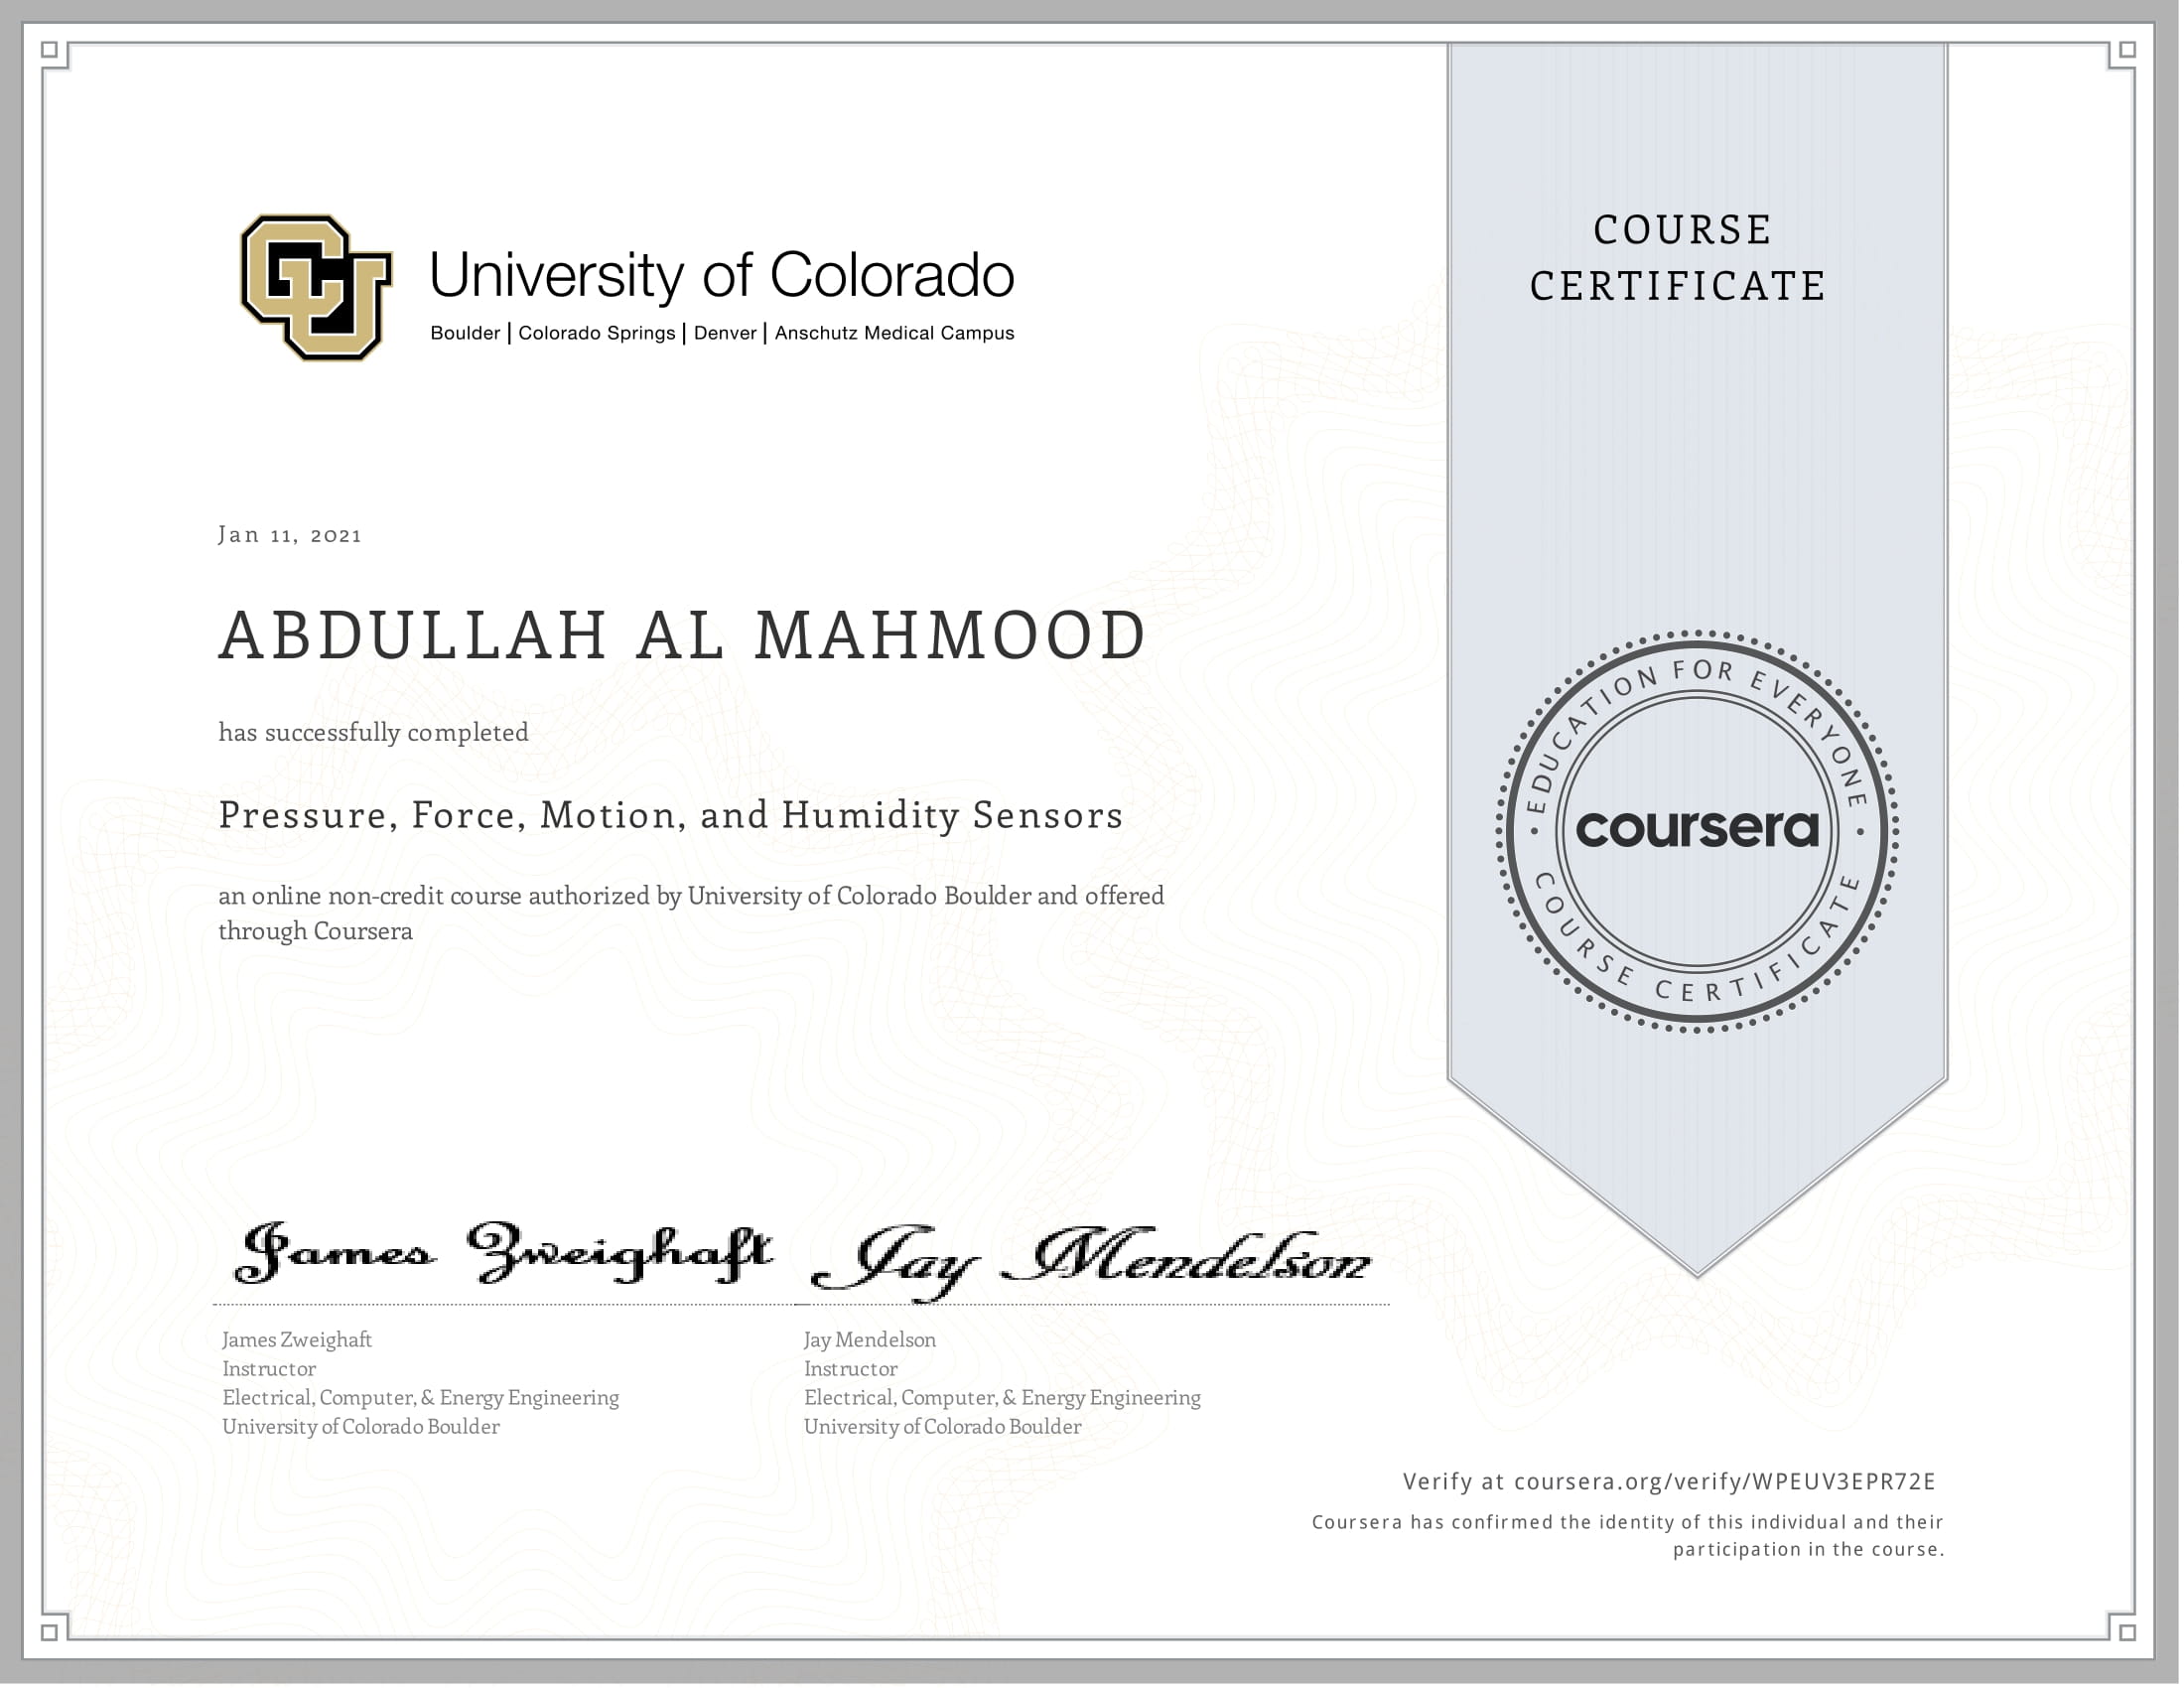 CU
University of Colorado
Boulder | Colorado Springs | Denver | Anschutz Medical Campus
COURSE
CERTIFICATE
Jan 11, 2021
ABDULLAH AL MAHMOOD
has successfully completed
Pressure, Force, Motion, and Humidity Sensors
an online non-credit course authorized by University of Colorado Boulder and offered
through Coursera
EDUCATION FOR EVERYONE
coursera
COURSE CERTIFICATE
James Zweighaft
Jay Mendelson
James Zweighaft
Instructor
Electrical, Computer, & Energy Engineering
University of Colorado Boulder
Jay Mendelson
Instructor
Electrical, Computer, & Energy Engineering
University of Colorado Boulder
Verify at coursera.org/verify/WPEUV3EPR72E
Coursera has confirmed the identity of this individual and their
participation in the course.